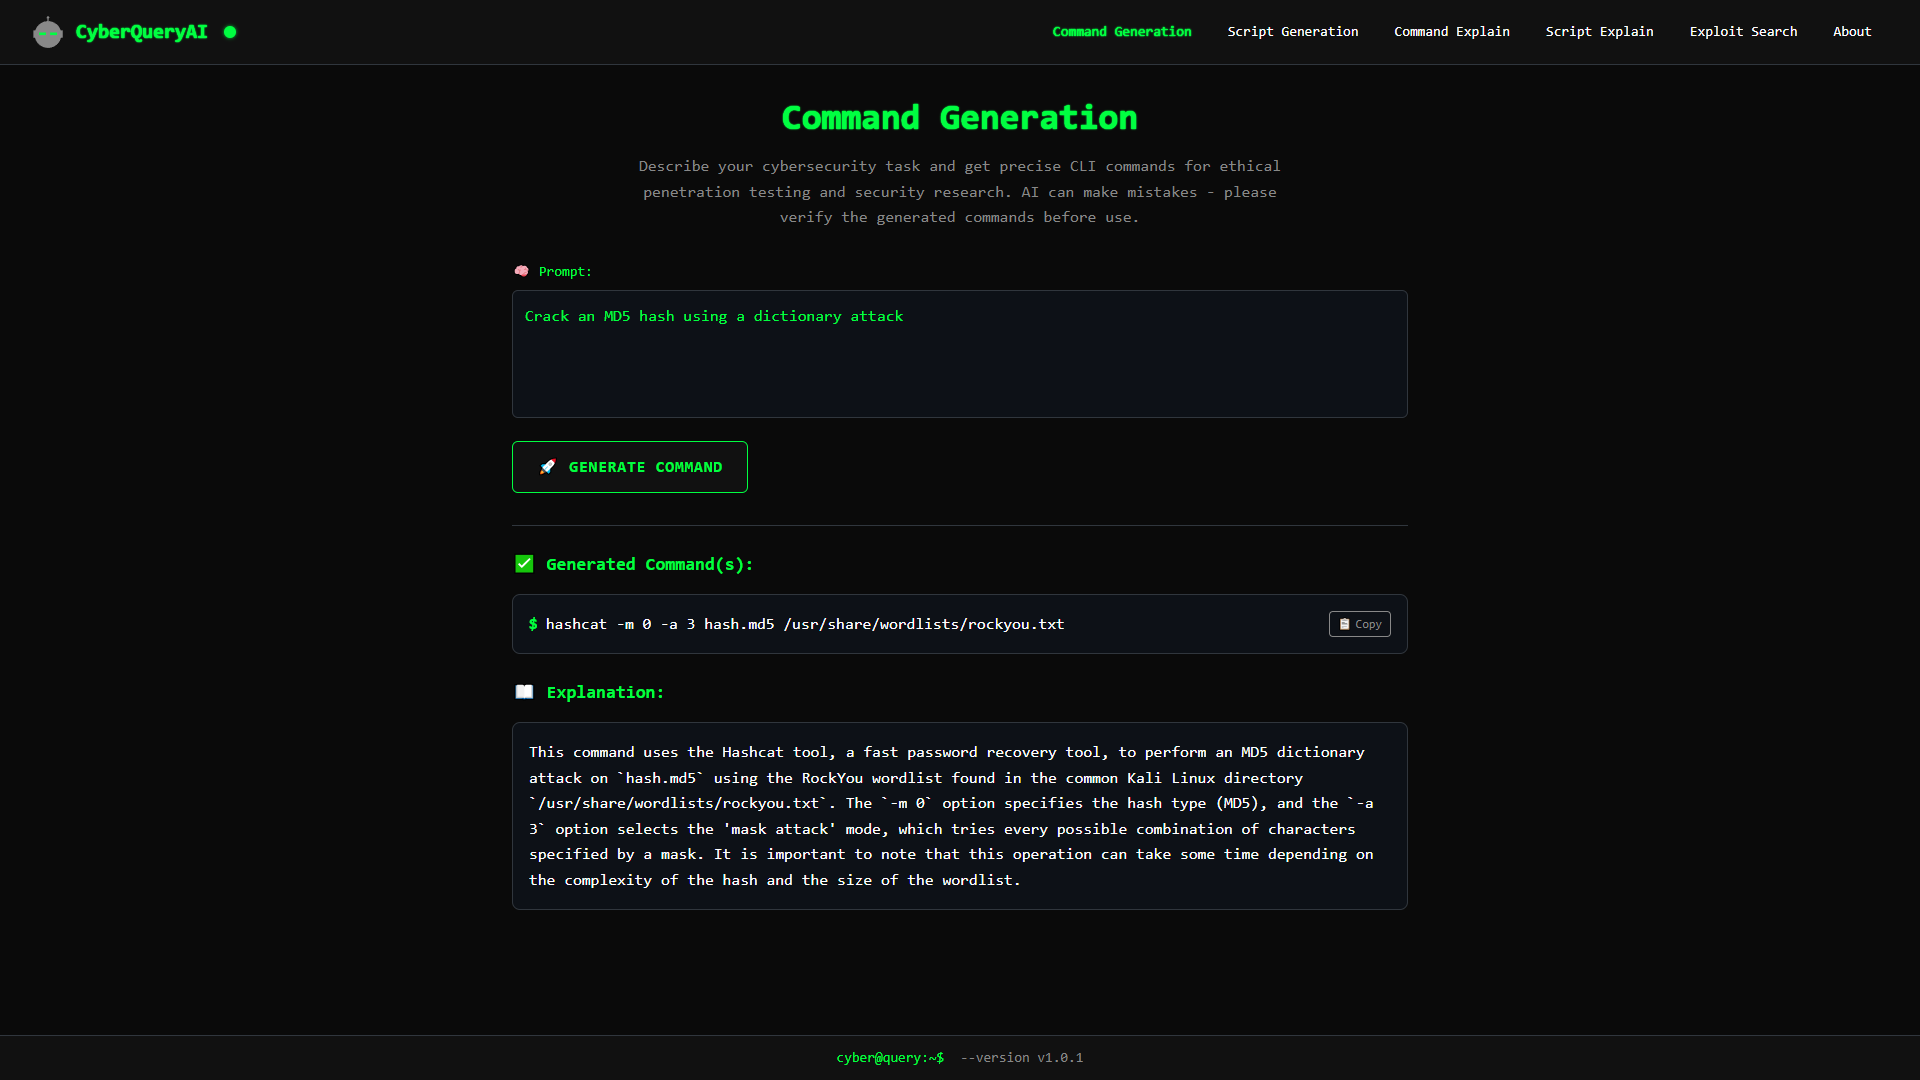 CyberQueryAI
Command Generation
Script Generation
Command Explain
Script Explain
Exploit Search
About
Command Generation
Describe your cybersecurity task and get precise CLI commands for ethical
penetration testing and security research. AI can make mistakes - please
verify the generated commands before use.
Prompt:
Crack an MD5 hash using a dictionary attack
GENERATE COMMAND
Generated Command(s):
$ hashcat -m 0 -a 3 hash.md5 /usr/share/wordlists/rockyou.txt
Copy
Explanation:
This command uses the Hashcat tool, a fast password recovery tool, to perform an MD5 dictionary
attack on `hash.md5` using the RockYou wordlist found in the common Kali Linux directory
`/usr/share/wordlists/rockyou.txt`. The `-m 0` option specifies the hash type (MD5), and the `-a
3` option selects the 'mask attack' mode, which tries every possible combination of characters
specified by a mask. It is important to note that this operation can take some time depending on
the complexity of the hash and the size of the wordlist.
cyber@query:~$ --version v1.0.1